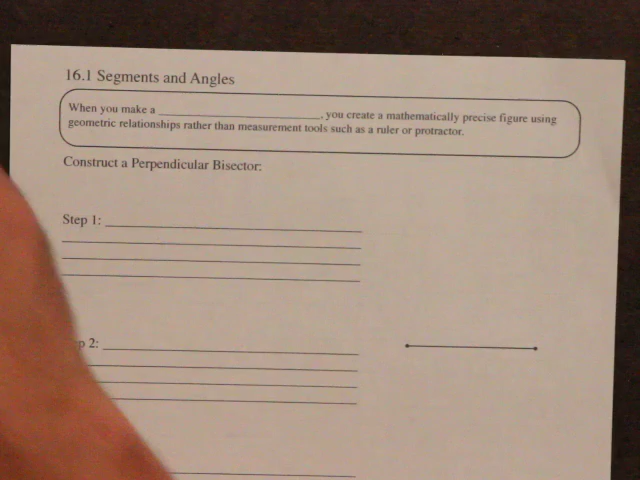 16.1 Segments and Angles
When you make a ____________________, you create a mathematically precise figure using
geometric relationships rather than measurement tools such as a ruler or protractor.
Construct a Perpendicular Bisector:
Step 1:
p 2: